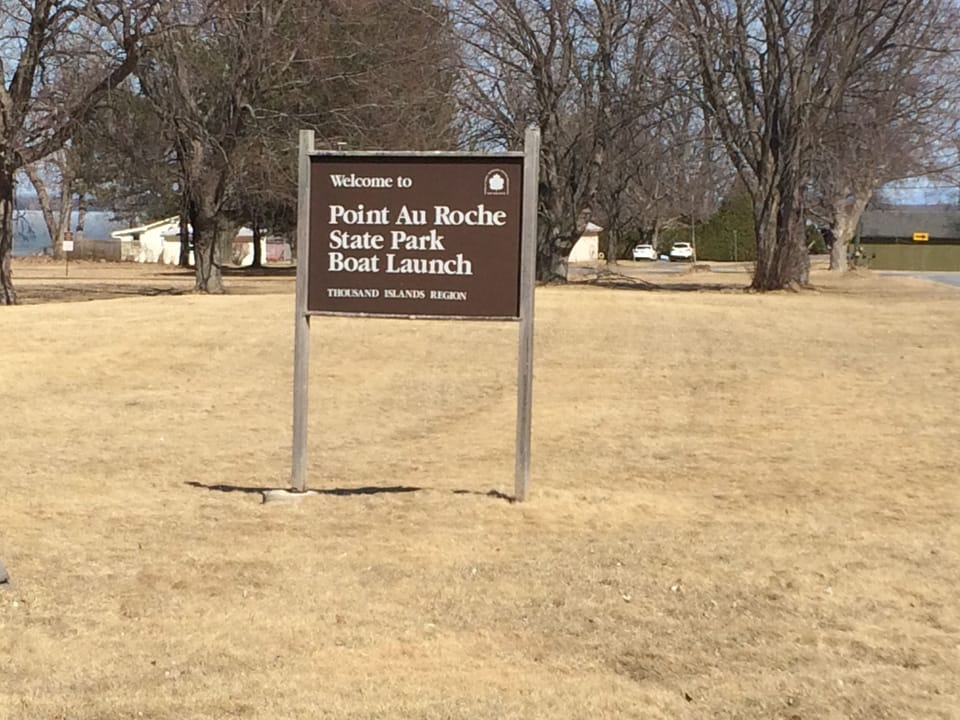 Welcome to
Point Au Roche
State Park
Boat Launch
THOUSAND ISLANDS REGION